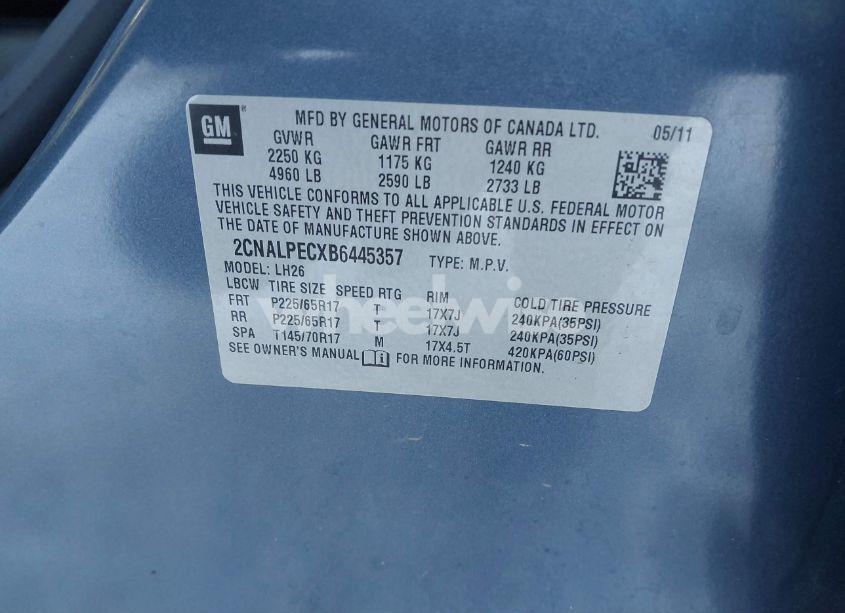 GM
MFD BY GENERAL MOTORS OF CANADA LTD. 05/11
GVWR GAWR FRT GAWR RR
2250 KG 1175 KG 1240 KG
4960 LB 2590 LB 2733 LB
THIS VEHICLE CONFORMS TO ALL APPLICABLE U.S. FEDERAL MOTOR
VEHICLE SAFETY AND THEFT PREVENTION STANDARDS IN EFFECT ON
THE DATE OF MANUFACTURE SHOWN ABOVE.
2CNALPECXB6445357 TYPE: M.P.V.
MODEL: LH26
LBCW TIRE SIZE SPEED RTG RIM COLD TIRE PRESSURE
FRT P225/65R17 T 17X7J 240KPA(35PSI)
RR P225/65R17 T 17X7J 240KPA(35PSI)
SPA T145/70R17 M 17X4.5T 420KPA(60PSI)
SEE OWNER'S MANUAL i FOR MORE INFORMATION.